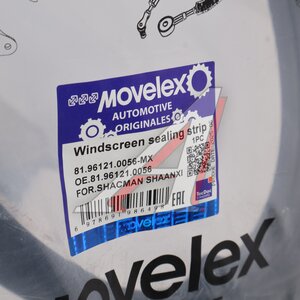 MOVELEX
AUTOMOTIVE
ORIGINALES
Windscreen sealing strip
1PC
81.96121.0056-MX
OE.81.96121.0056
FOR.SHACMAN SHAANXI
EAC
movelex